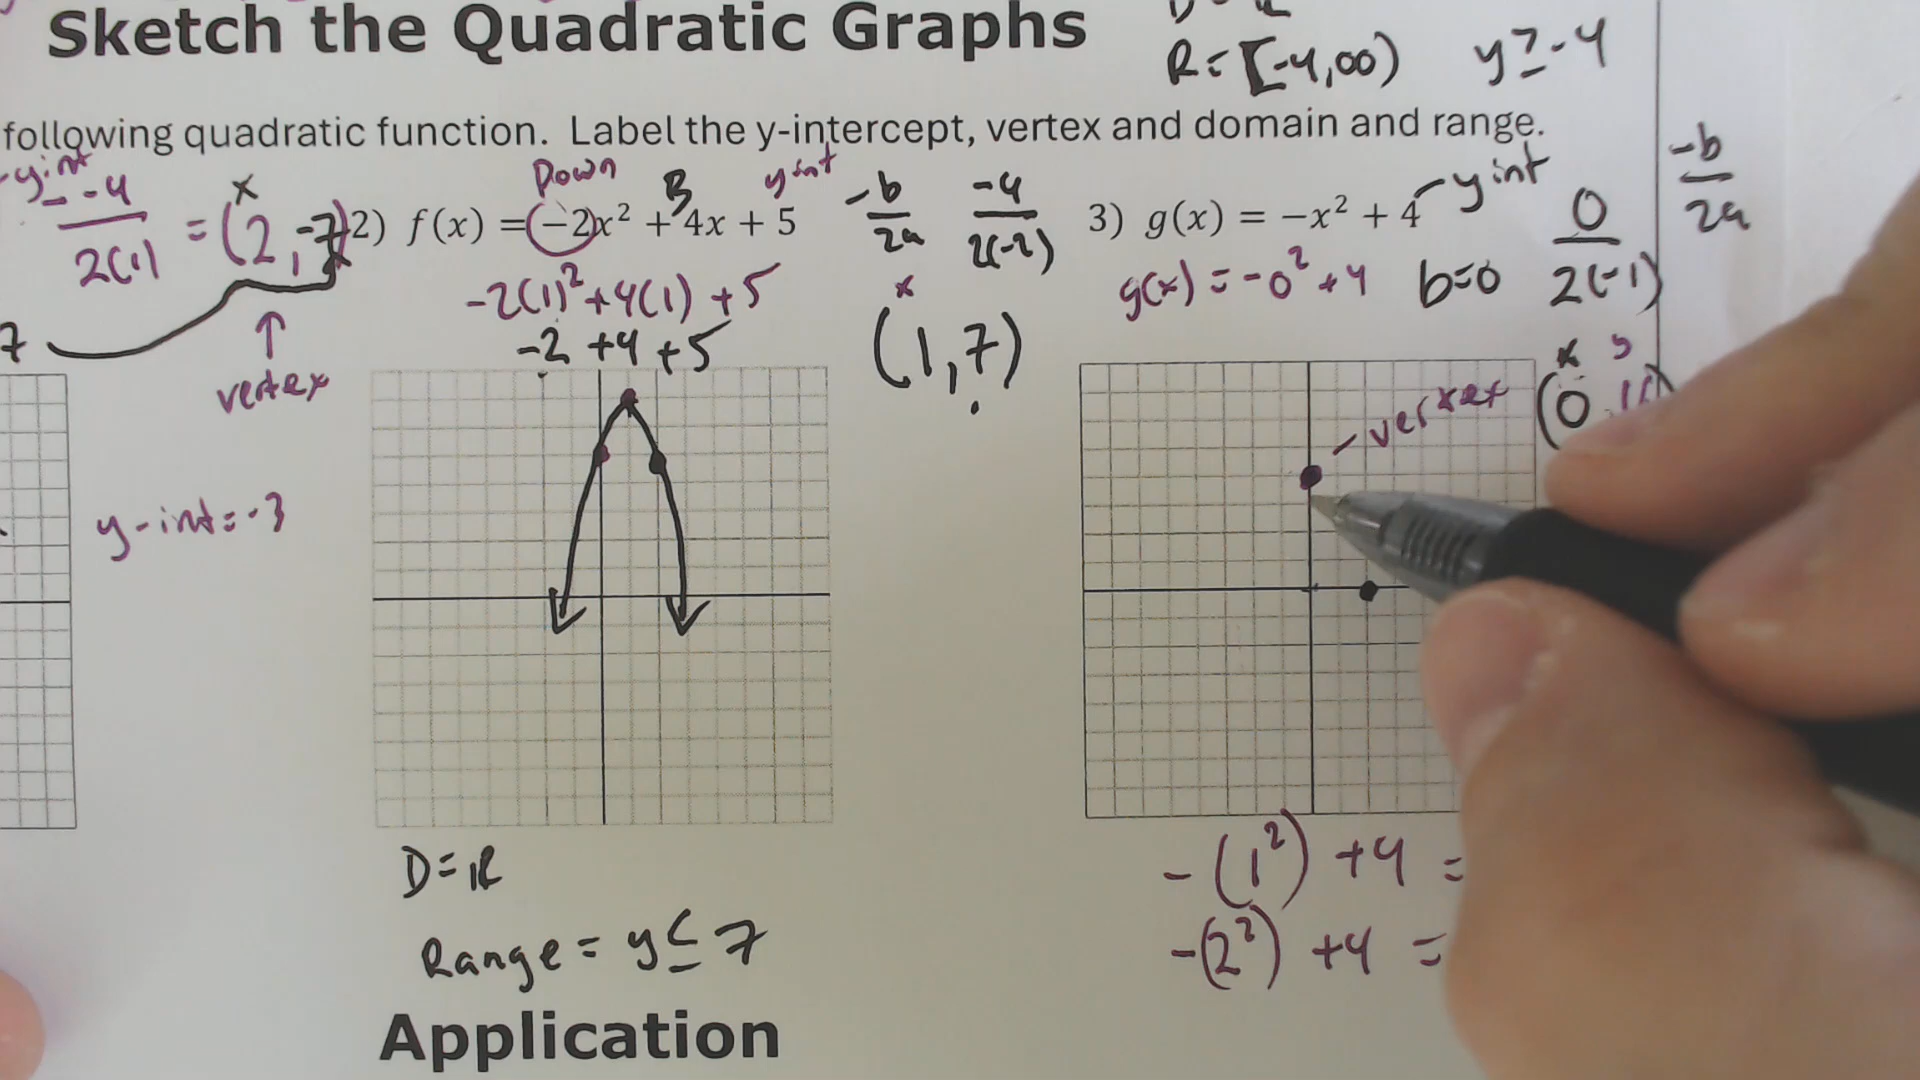 Sketch the Quadratic Graphs
R = [-4,∞) y ≥ -4
following quadratic function. Label the y-intercept, vertex and domain and range.
y-int
-4 / 2(1) = (2, -7)
x
vertex
7
y-int = -3
2) f(x) = −2x² + 4x + 5
Down B y int
-b / 2a -4 / 2(-2)
-2(1)² + 4(1) + 5
-2 + 4 + 5
x
(1, 7)
D = ℝ
Range = y ≤ 7
3) g(x) = −x² + 4
y int
g(x) = -0² + 4 b = 0
0 / 2(-1) -b / 2a
x y
(0
vertex
-(1²) + 4 =
-(2²) + 4 =
Application